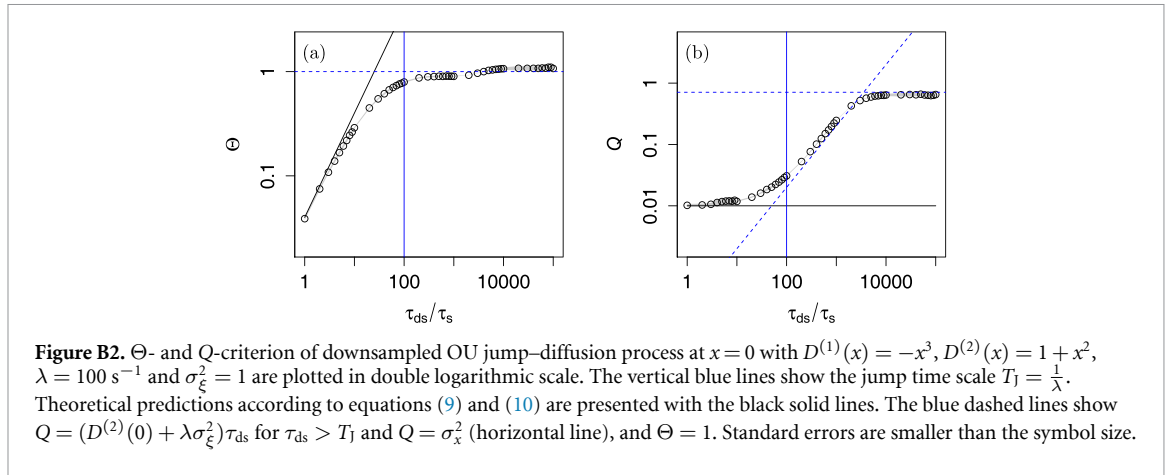 (a)
1
0.1
Θ
1
100
10000
τds/τs
(b)
1
0.1
0.01
Q
1
100
10000
τds/τs
Figure B2. Θ- and Q-criterion of downsampled OU jump–diffusion process at x = 0 with D⁽¹⁾(x) = −x³, D⁽²⁾(x) = 1 + x²,
λ = 100 s⁻¹ and σ²ξ = 1 are plotted in double logarithmic scale. The vertical blue lines show the jump time scale TJ = 1/λ.
Theoretical predictions according to equations (9) and (10) are presented with the black solid lines. The blue dashed lines show
Q = (D⁽²⁾(0) + λσ²ξ)τds for τds > TJ and Q = σ²x (horizontal line), and Θ = 1. Standard errors are smaller than the symbol size.